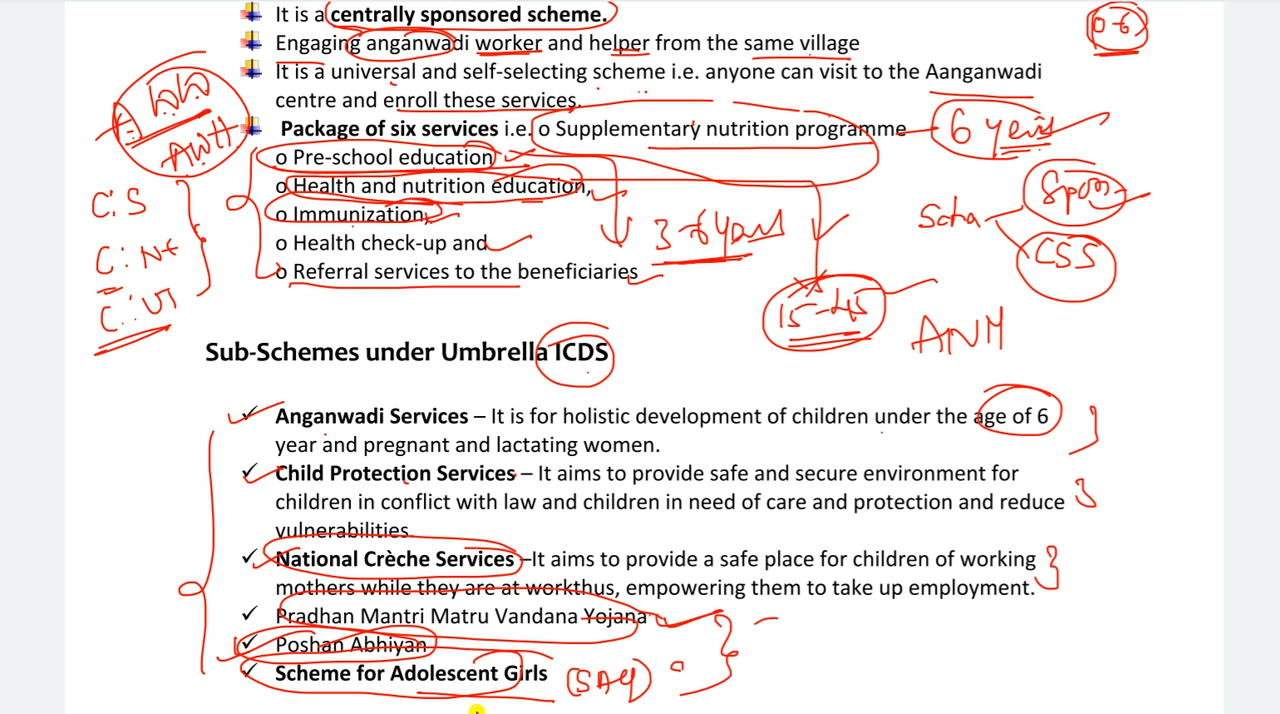 It is a centrally sponsored scheme.
Engaging anganwadi worker and helper from the same village
It is a universal and self-selecting scheme i.e. anyone can visit to the Aanganwadi
centre and enroll these services.
Package of six services i.e. o Supplementary nutrition programme
o Pre-school education
o Health and nutrition education,
o Immunization,
o Health check-up and
o Referral services to the beneficiaries
0-6
6 years
AWH
C:S
C:
C:UT
3-6 years
15-45
CSS
ANM
Sub-Schemes under Umbrella ICDS
✓ Anganwadi Services – It is for holistic development of children under the age of 6
year and pregnant and lactating women.
✓ Child Protection Services – It aims to provide safe and secure environment for
children in conflict with law and children in need of care and protection and reduce
vulnerabilities.
✓ National Crèche Services –It aims to provide a safe place for children of working
mothers while they are at workthus, empowering them to take up employment.
✓ Pradhan Mantri Matru Vandana Yojana
✓ Poshan Abhiyan
✓ Scheme for Adolescent Girls (SAG)